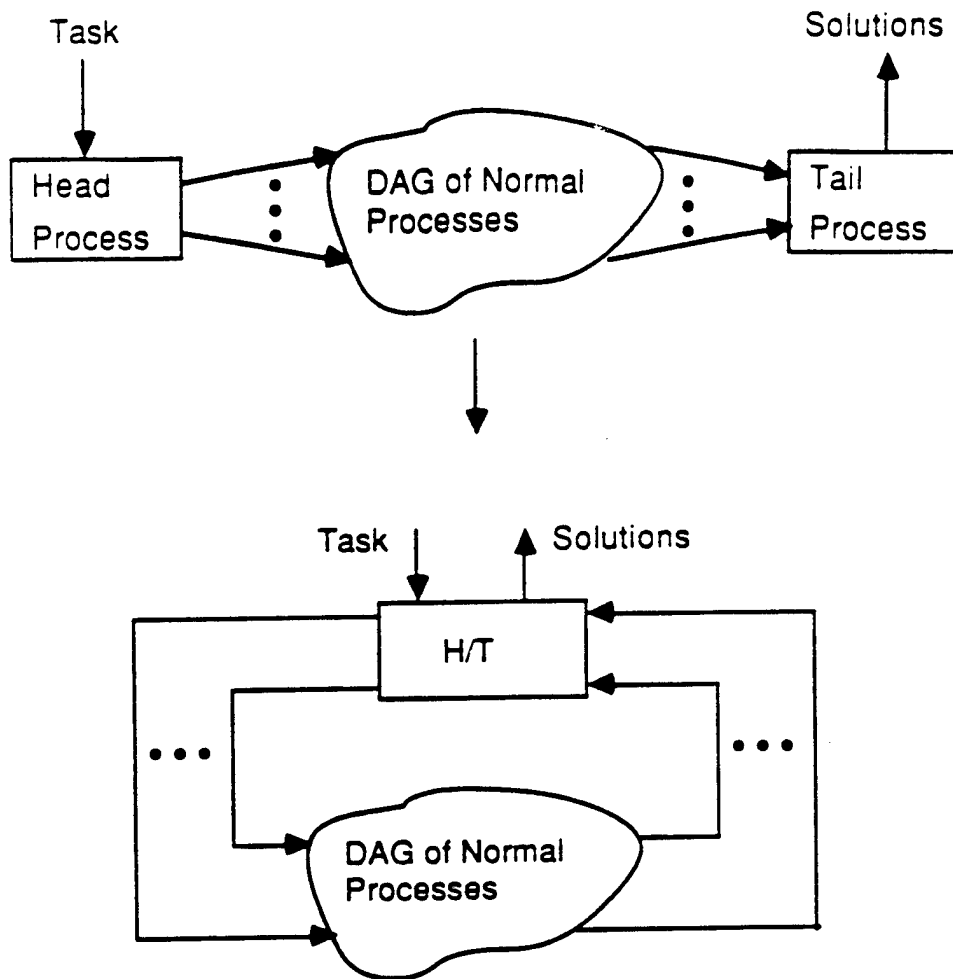 Task
Solutions
Head
Process
DAG of Normal
Processes
Tail
Process
Task
Solutions
H/T
DAG of Normal
Processes